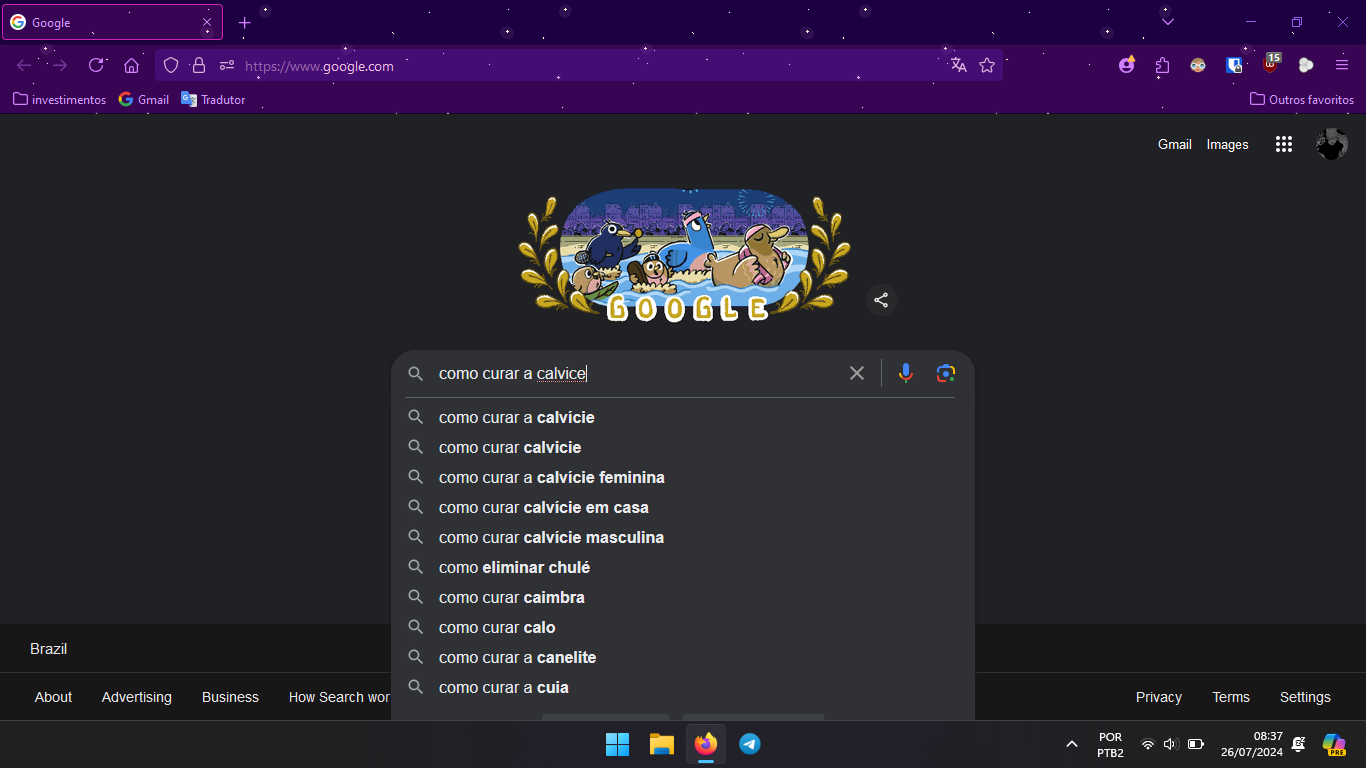 Google
https://www.google.com
15
investimentos
Gmail
Tradutor
Outros favoritos
Gmail
Images
GOOGLE
como curar a calvice
como curar a calvície
como curar calvicie
como curar a calvície feminina
como curar calvície em casa
como curar calvície masculina
como eliminar chulé
como curar caimbra
como curar calo
como curar a canelite
como curar a cuia
Brazil
About
Advertising
Business
How Search wor
Privacy
Terms
Settings
POR
PTB2
08:37
26/07/2024
PRE